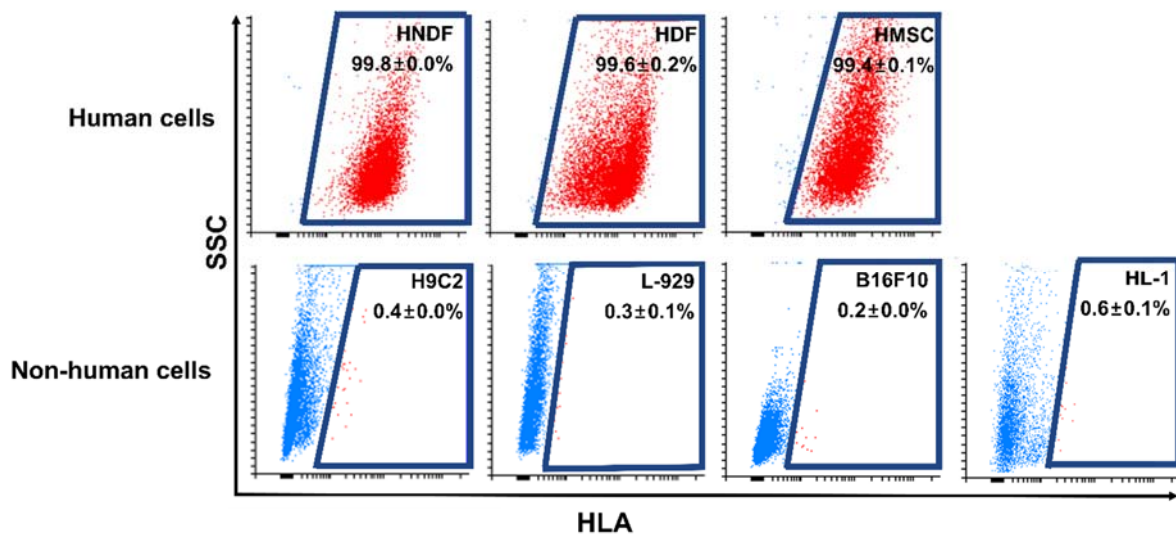 HNDF
99.8±0.0%
HDF
99.6±0.2%
HMSC
99.4±0.1%
Human cells
SSC
H9C2
0.4±0.0%
L-929
0.3±0.1%
B16F10
0.2±0.0%
HL-1
0.6±0.1%
Non-human cells
HLA